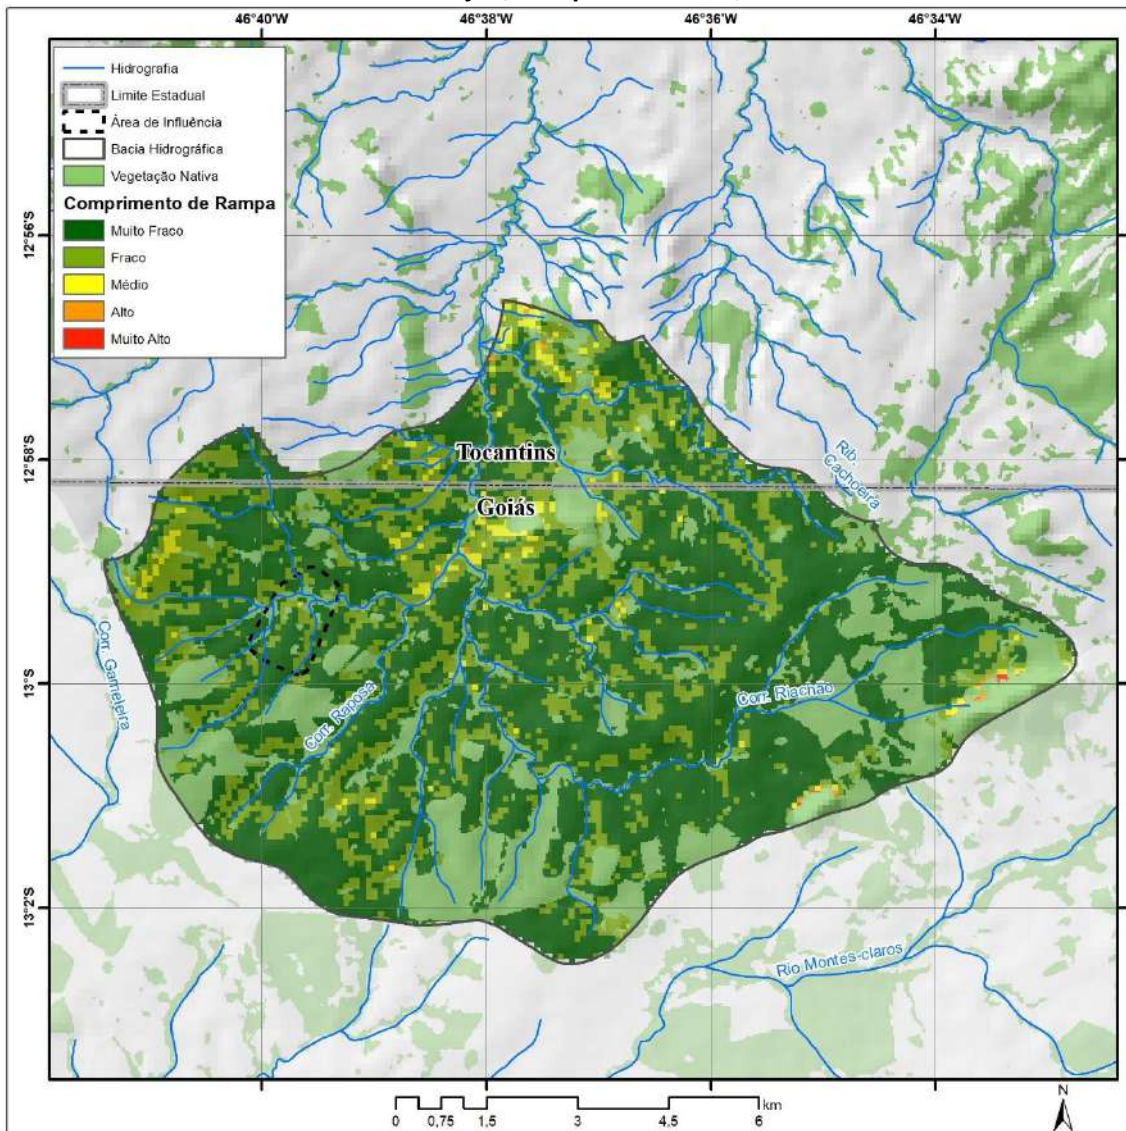 46°40'W
46°38'W
46°36'W
46°34'W
Hidrografia
Limite Estadual
Área de Influência
Bacia Hidrográfica
Vegetação Nativa
Comprimento de Rampa
Muito Fraco
Fraco
Médio
Alto
Muito Alto
12°56'S
12°58'S
13°S
13°2'S
Tocantins
Goiás
Rib.
Cachoeira
Corr. Gameleira
Corr. Raposa
Corr. Riachão
Rio Montes-claros
N
km
0
0,75
1,5
3
4,5
6